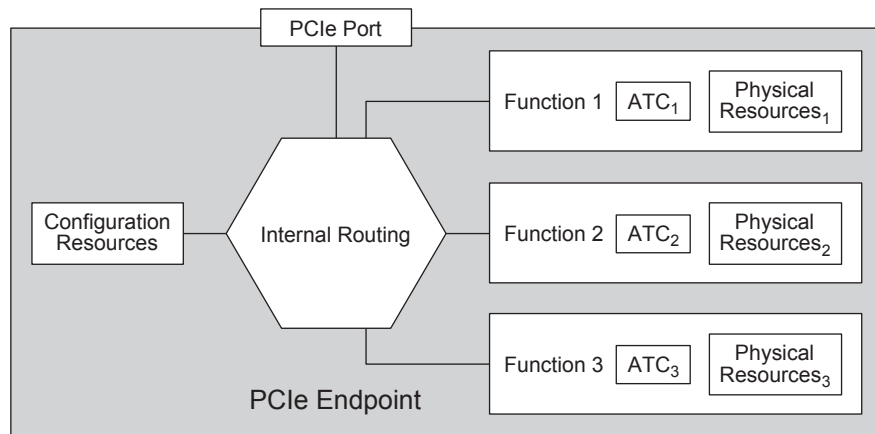 PCIe Port
Function 1
ATC1
Physical
Resources1
Configuration
Resources
Internal Routing
Function 2
ATC2
Physical
Resources2
Function 3
ATC3
Physical
Resources3
PCIe Endpoint